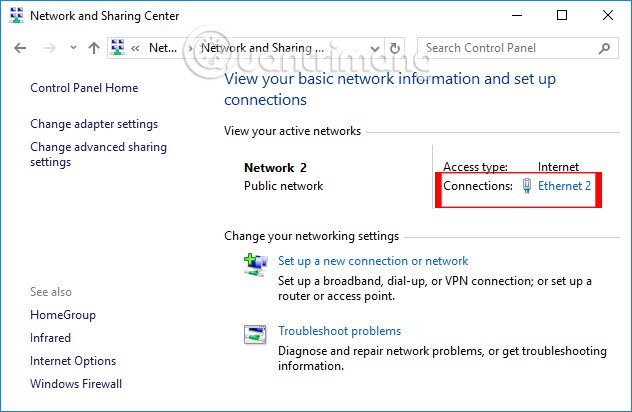 Network and Sharing Center
Net... Network and Sharing ...
Search Control Panel
Quantrimang
Control Panel Home
Change adapter settings
Change advanced sharing
settings
See also
HomeGroup
Infrared
Internet Options
Windows Firewall
View your basic network information and set up
connections
View your active networks
Network 2
Public network
Access type: Internet
Connections: Ethernet 2
Change your networking settings
Set up a new connection or network
Set up a broadband, dial-up, or VPN connection; or set up a
router or access point.
Troubleshoot problems
Diagnose and repair network problems, or get troubleshooting
information.